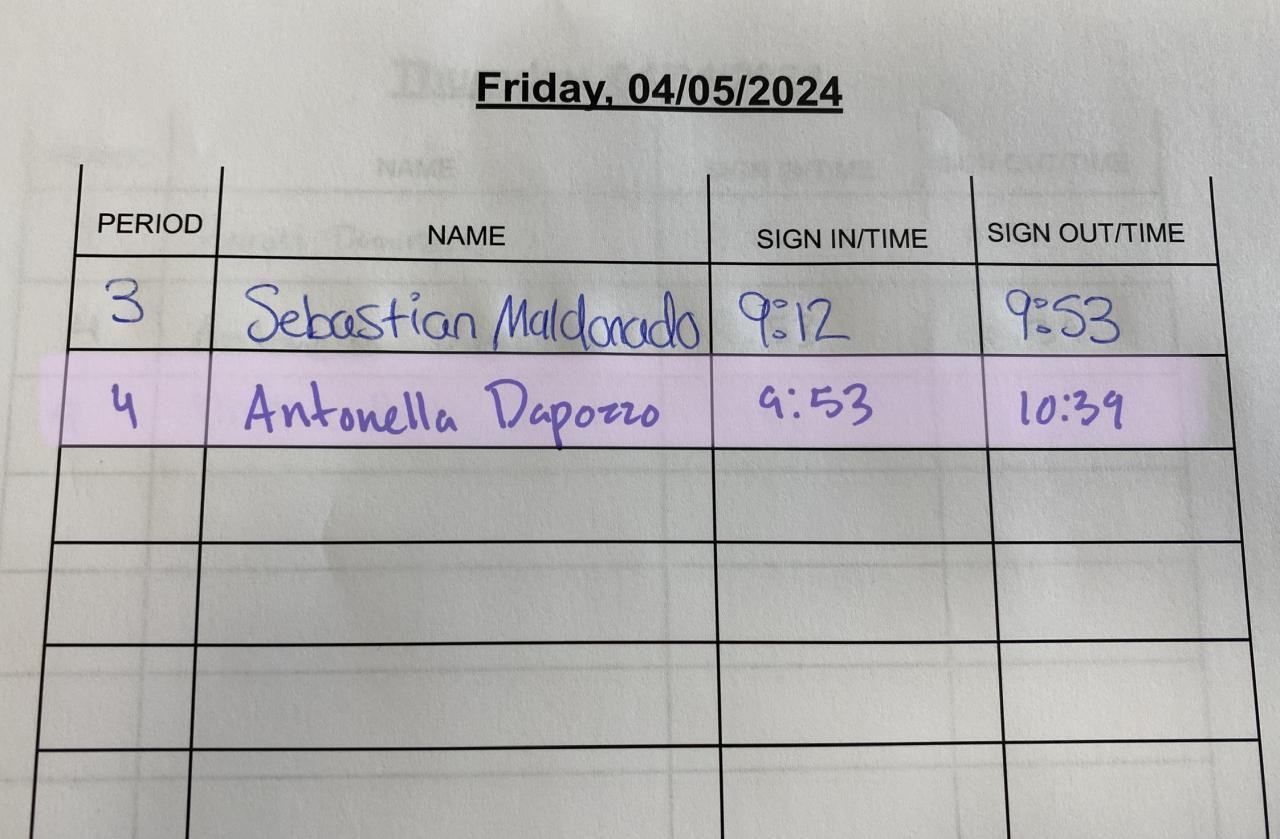 Friday, 04/05/2024
PERIOD NAME SIGN IN/TIME SIGN OUT/TIME
3 Sebastian Maldonado 9:12 9:53
4 Antonella Dapozzo 9:53 10:39